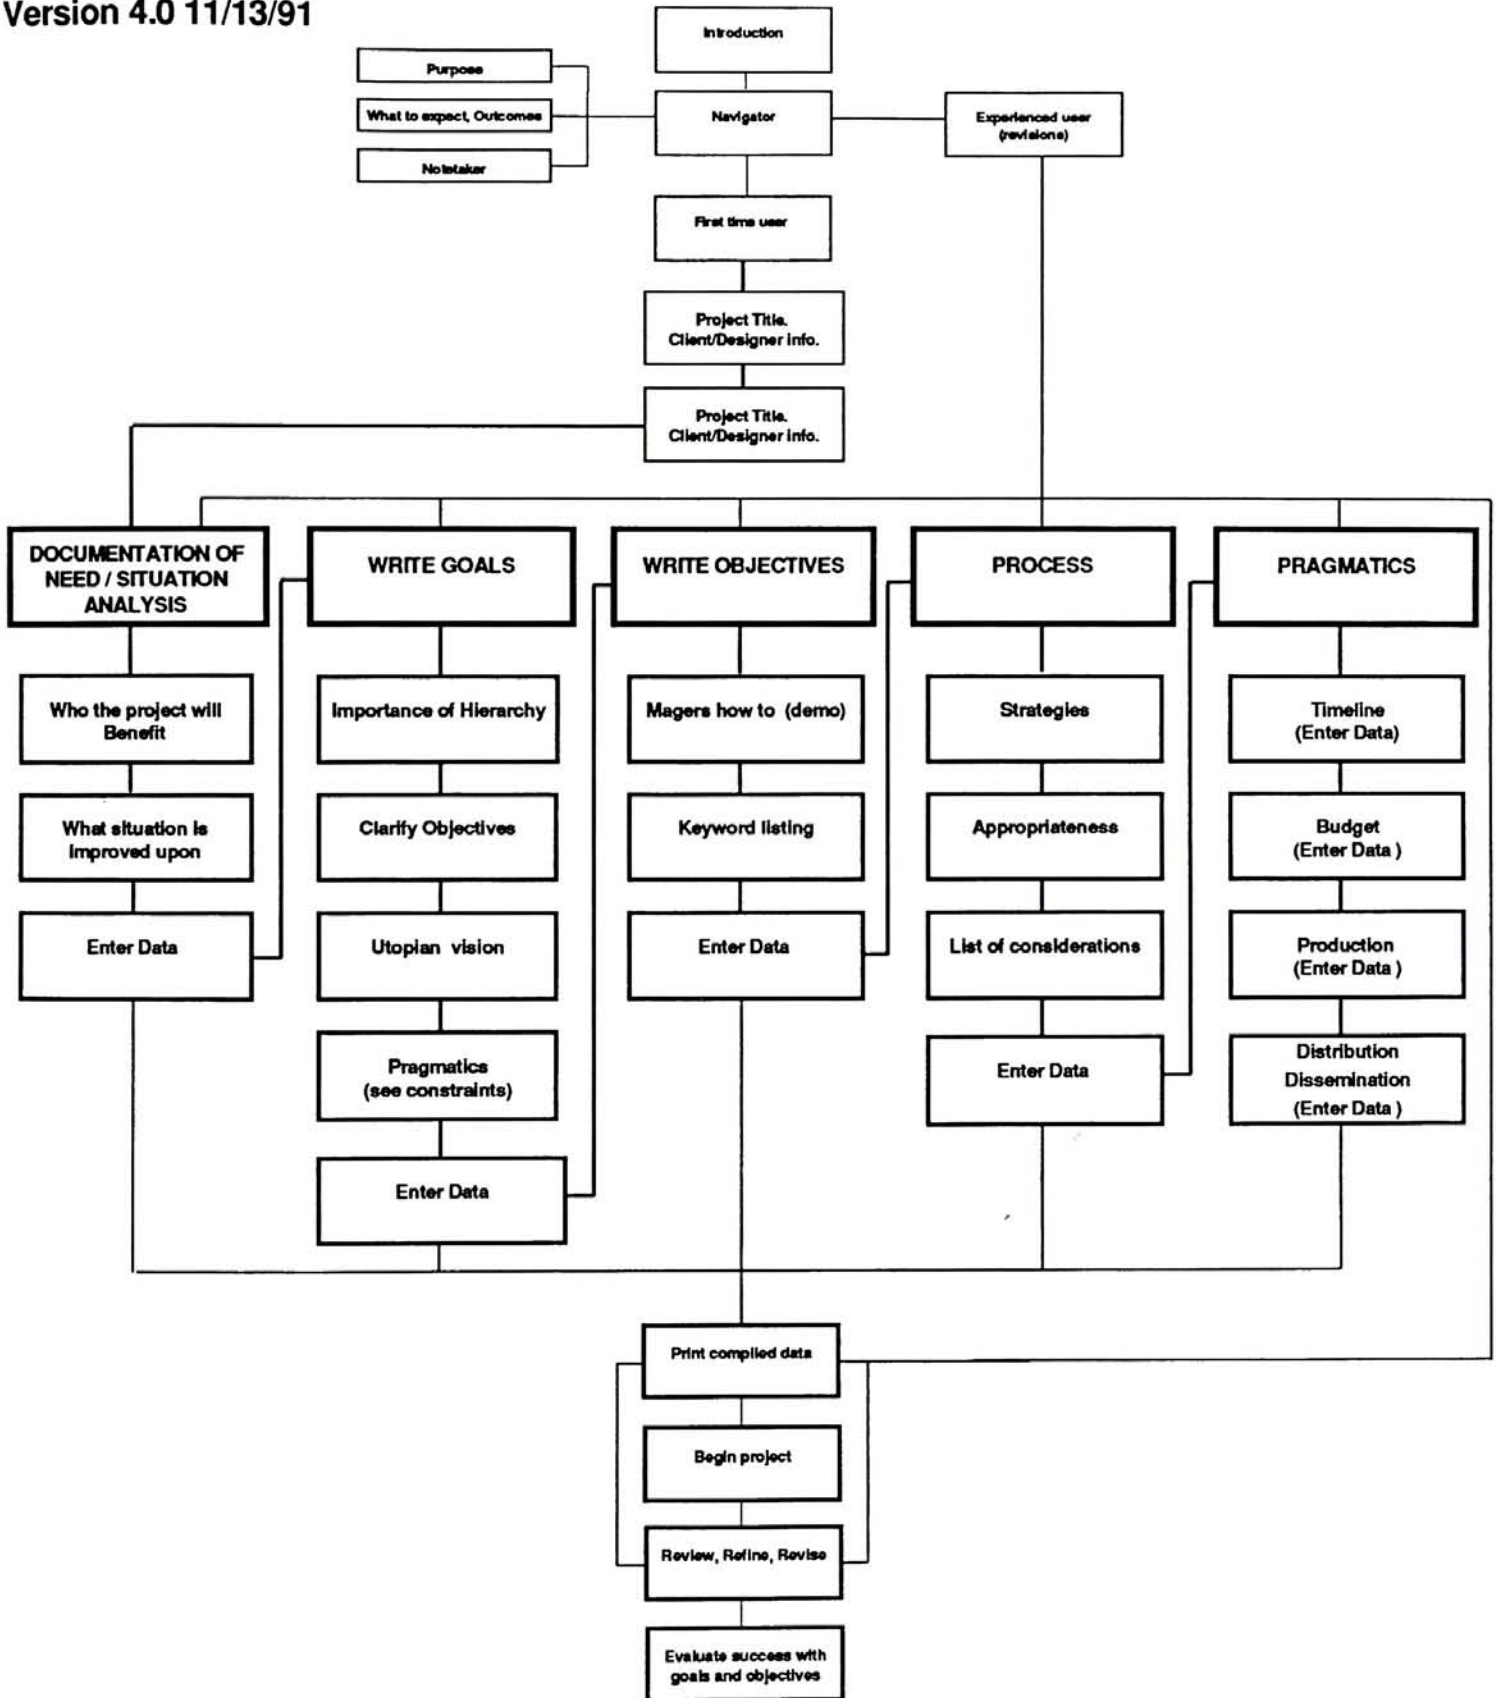 Version 4.0 11/13/91
Introduction
Purpose
What to expect, Outcomes
Notetaker
Navigator
Experienced user
(revisions)
First time user
Project Title.
Client/Designer info.
Project Title.
Client/Designer info.
DOCUMENTATION OF
NEED / SITUATION
ANALYSIS
Who the project will
Benefit
What situation is
Improved upon
Enter Data
WRITE GOALS
Importance of Hierarchy
Clarify Objectives
Utopian vision
Pragmatics
(see constraints)
Enter Data
WRITE OBJECTIVES
Magers how to (demo)
Keyword listing
Enter Data
PROCESS
Strategies
Appropriateness
List of considerations
Enter Data
PRAGMATICS
Timeline
(Enter Data)
Budget
(Enter Data )
Production
(Enter Data )
Distribution
Dissemination
(Enter Data )
Print compiled data
Begin project
Review, Refine, Revise
Evaluate success with
goals and objectives